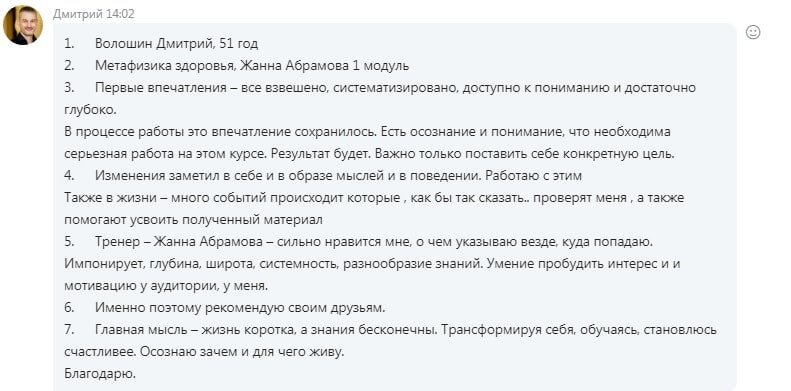 Дмитрий 14:02
1. Волошин Дмитрий, 51 год
2. Метафизика здоровья, Жанна Абрамова 1 модуль
3. Первые впечатления – все взвешено, систематизировано, доступно к пониманию и достаточно
глубоко.
В процессе работы это впечатление сохранилось. Есть осознание и понимание, что необходима
серьезная работа на этом курсе. Результат будет. Важно только поставить себе конкретную цель.
4. Изменения заметил в себе и в образе мыслей и в поведении. Работаю с этим
Также в жизни – много событий происходит которые , как бы так сказать.. проверят меня , а также
помогают усвоить полученный материал
5. Тренер – Жанна Абрамова – сильно нравится мне, о чем указываю везде, куда попадаю.
Импонирует, глубина, широта, системность, разнообразие знаний. Умение пробудить интерес и и
мотивацию у аудитории, у меня.
6. Именно поэтому рекомендую своим друзьям.
7. Главная мысль – жизнь коротка, а знания бесконечны. Трансформируя себя, обучаясь, становлюсь
счастливее. Осознаю зачем и для чего живу.
Благодарю.